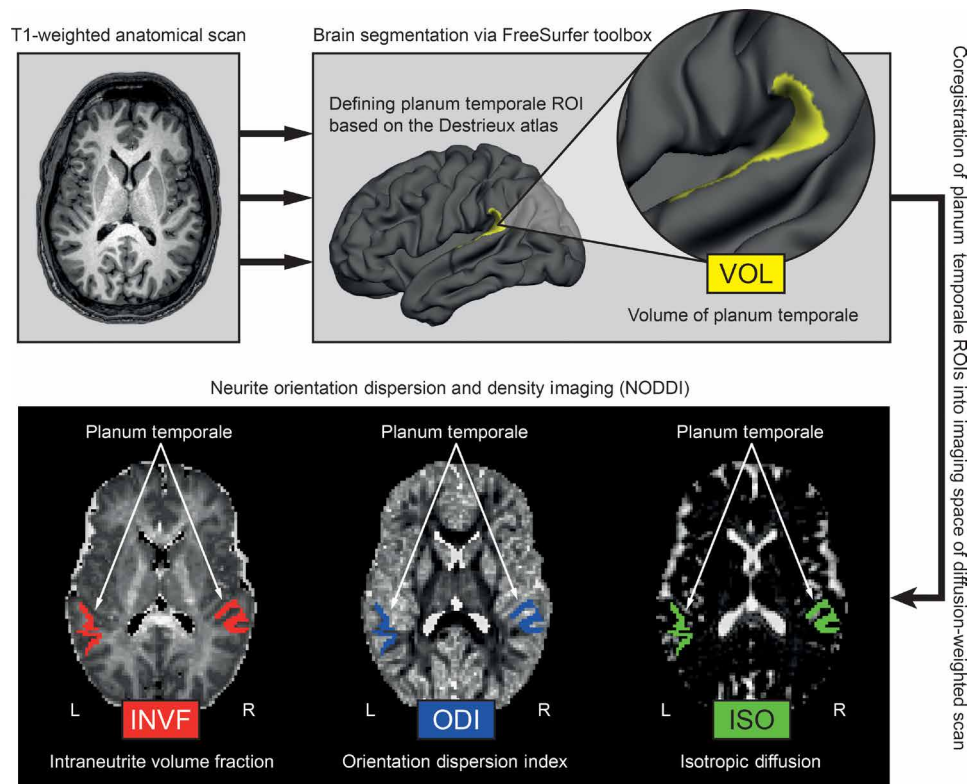 T1-weighted anatomical scan
Brain segmentation via FreeSurfer toolbox
Defining planum temporale ROI
based on the Destrieux atlas
VOL
Volume of planum temporale
Coregistration of planum temporale ROIs into imaging space of diffusion-weighted scan
Neurite orientation dispersion and density imaging (NODDI)
Planum temporale
Planum temporale
Planum temporale
L
INVF
R
L
ODI
R
L
ISO
R
Intraneutrite volume fraction
Orientation dispersion index
Isotropic diffusion